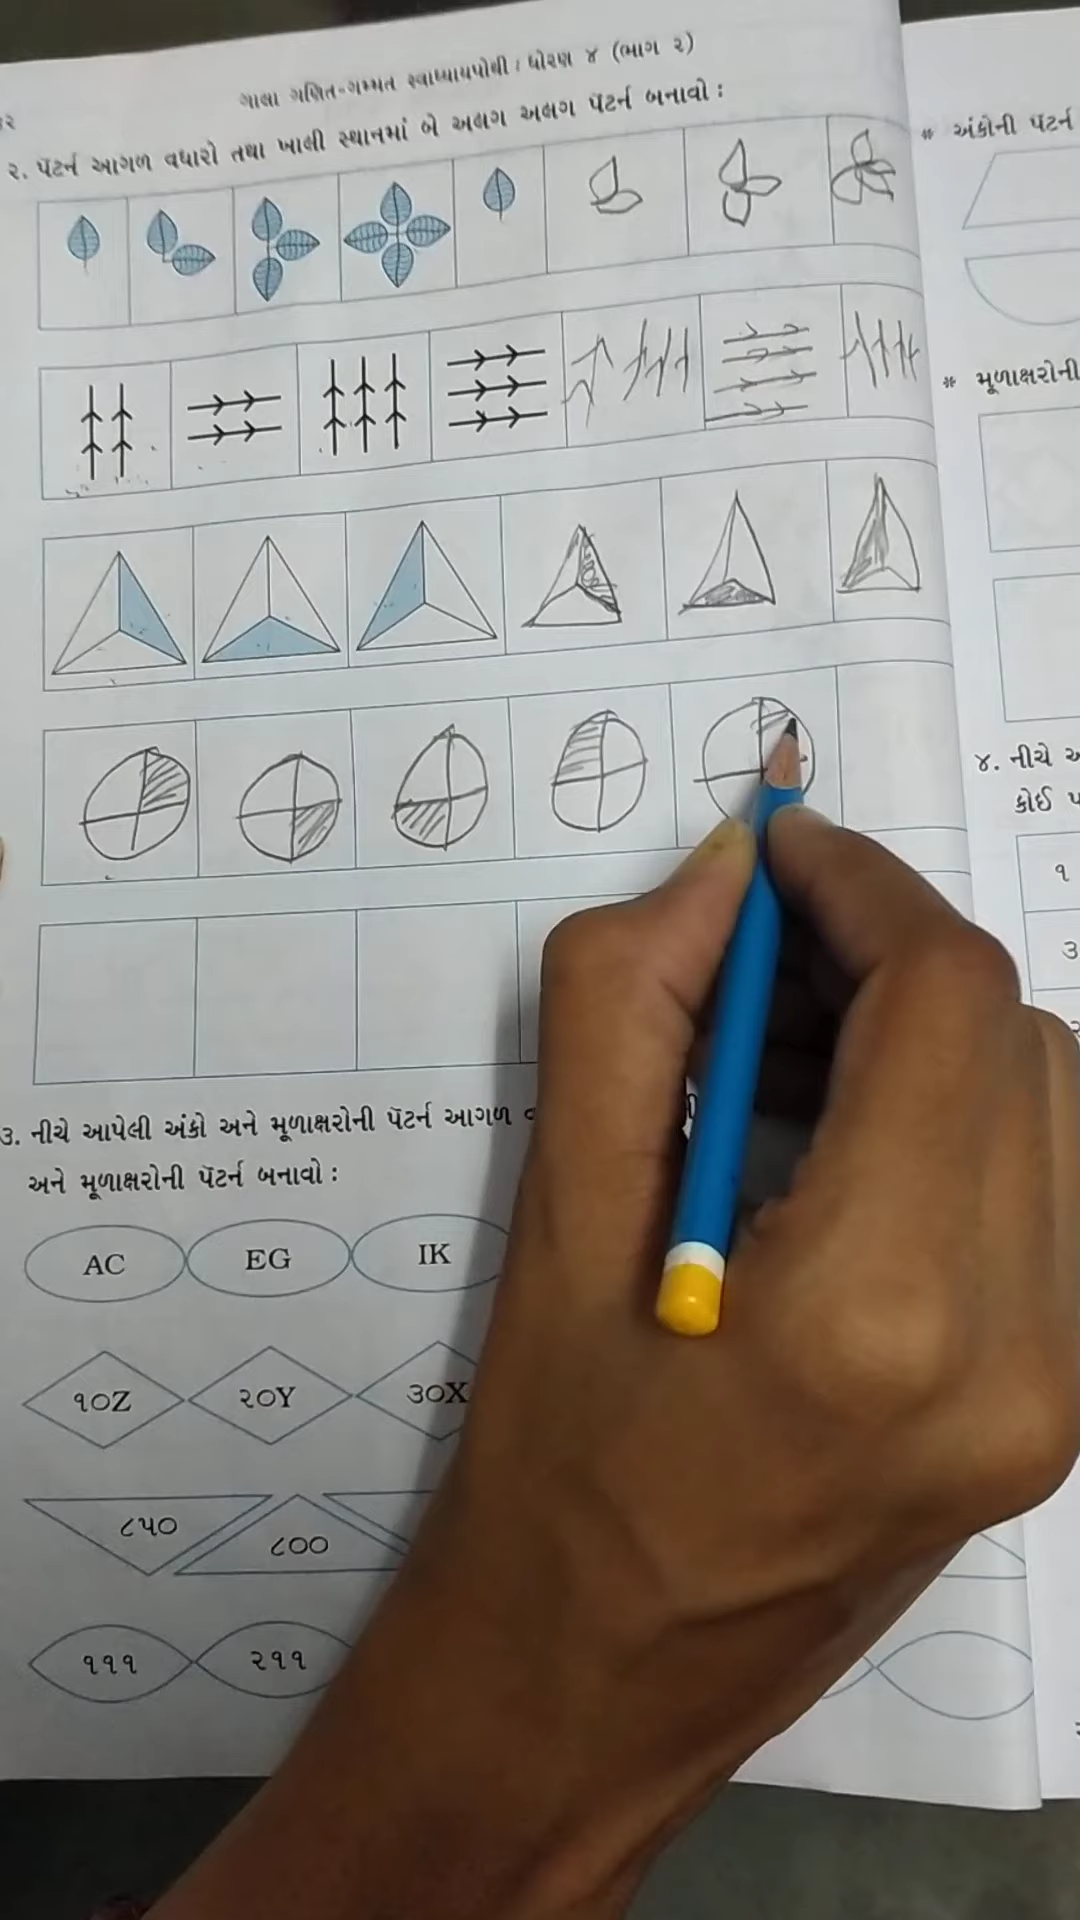 ગાલા ગણિત-ગમ્મત સ્વાધ્યાયપોથી : ધોરણ ૪ (ભાગ ૨)
૨. પૅટર્ન આગળ વધારો તથા ખાલી સ્થાનમાં બે અલગ અલગ પૅટર્ન બનાવો :
૩. નીચે આપેલી અંકો અને મૂળાક્ષરોની પૅટર્ન આગળ
અને મૂળાક્ષરોની પૅટર્ન બનાવો :
AC EG IK
૧૦Z ૨૦Y ૩૦X
૮૫૦ ૮૦૦
૧૧૧ ૨૧૧
* અંકોની પૅટર્ન
* મૂળાક્ષરોની
૪. નીચે
કોઈ
૧
૩